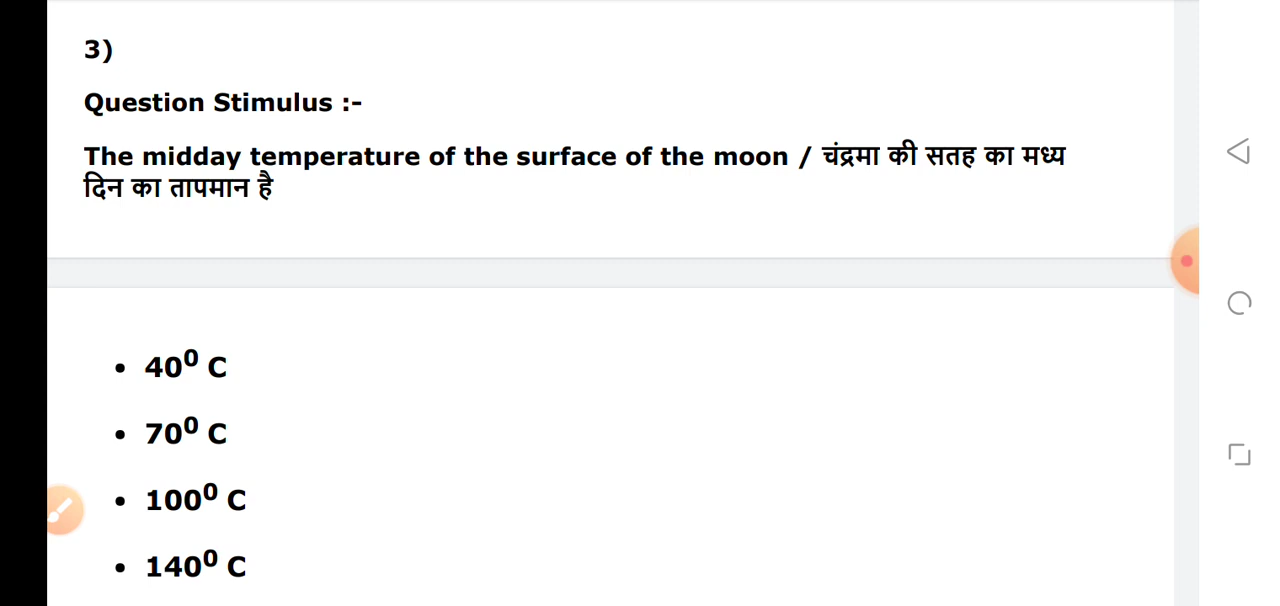 3)
Question Stimulus :-
The midday temperature of the surface of the moon / चंद्रमा की सतह का मध्य
दिन का तापमान है
• 40⁰ C
• 70⁰ C
• 100⁰ C
• 140⁰ C